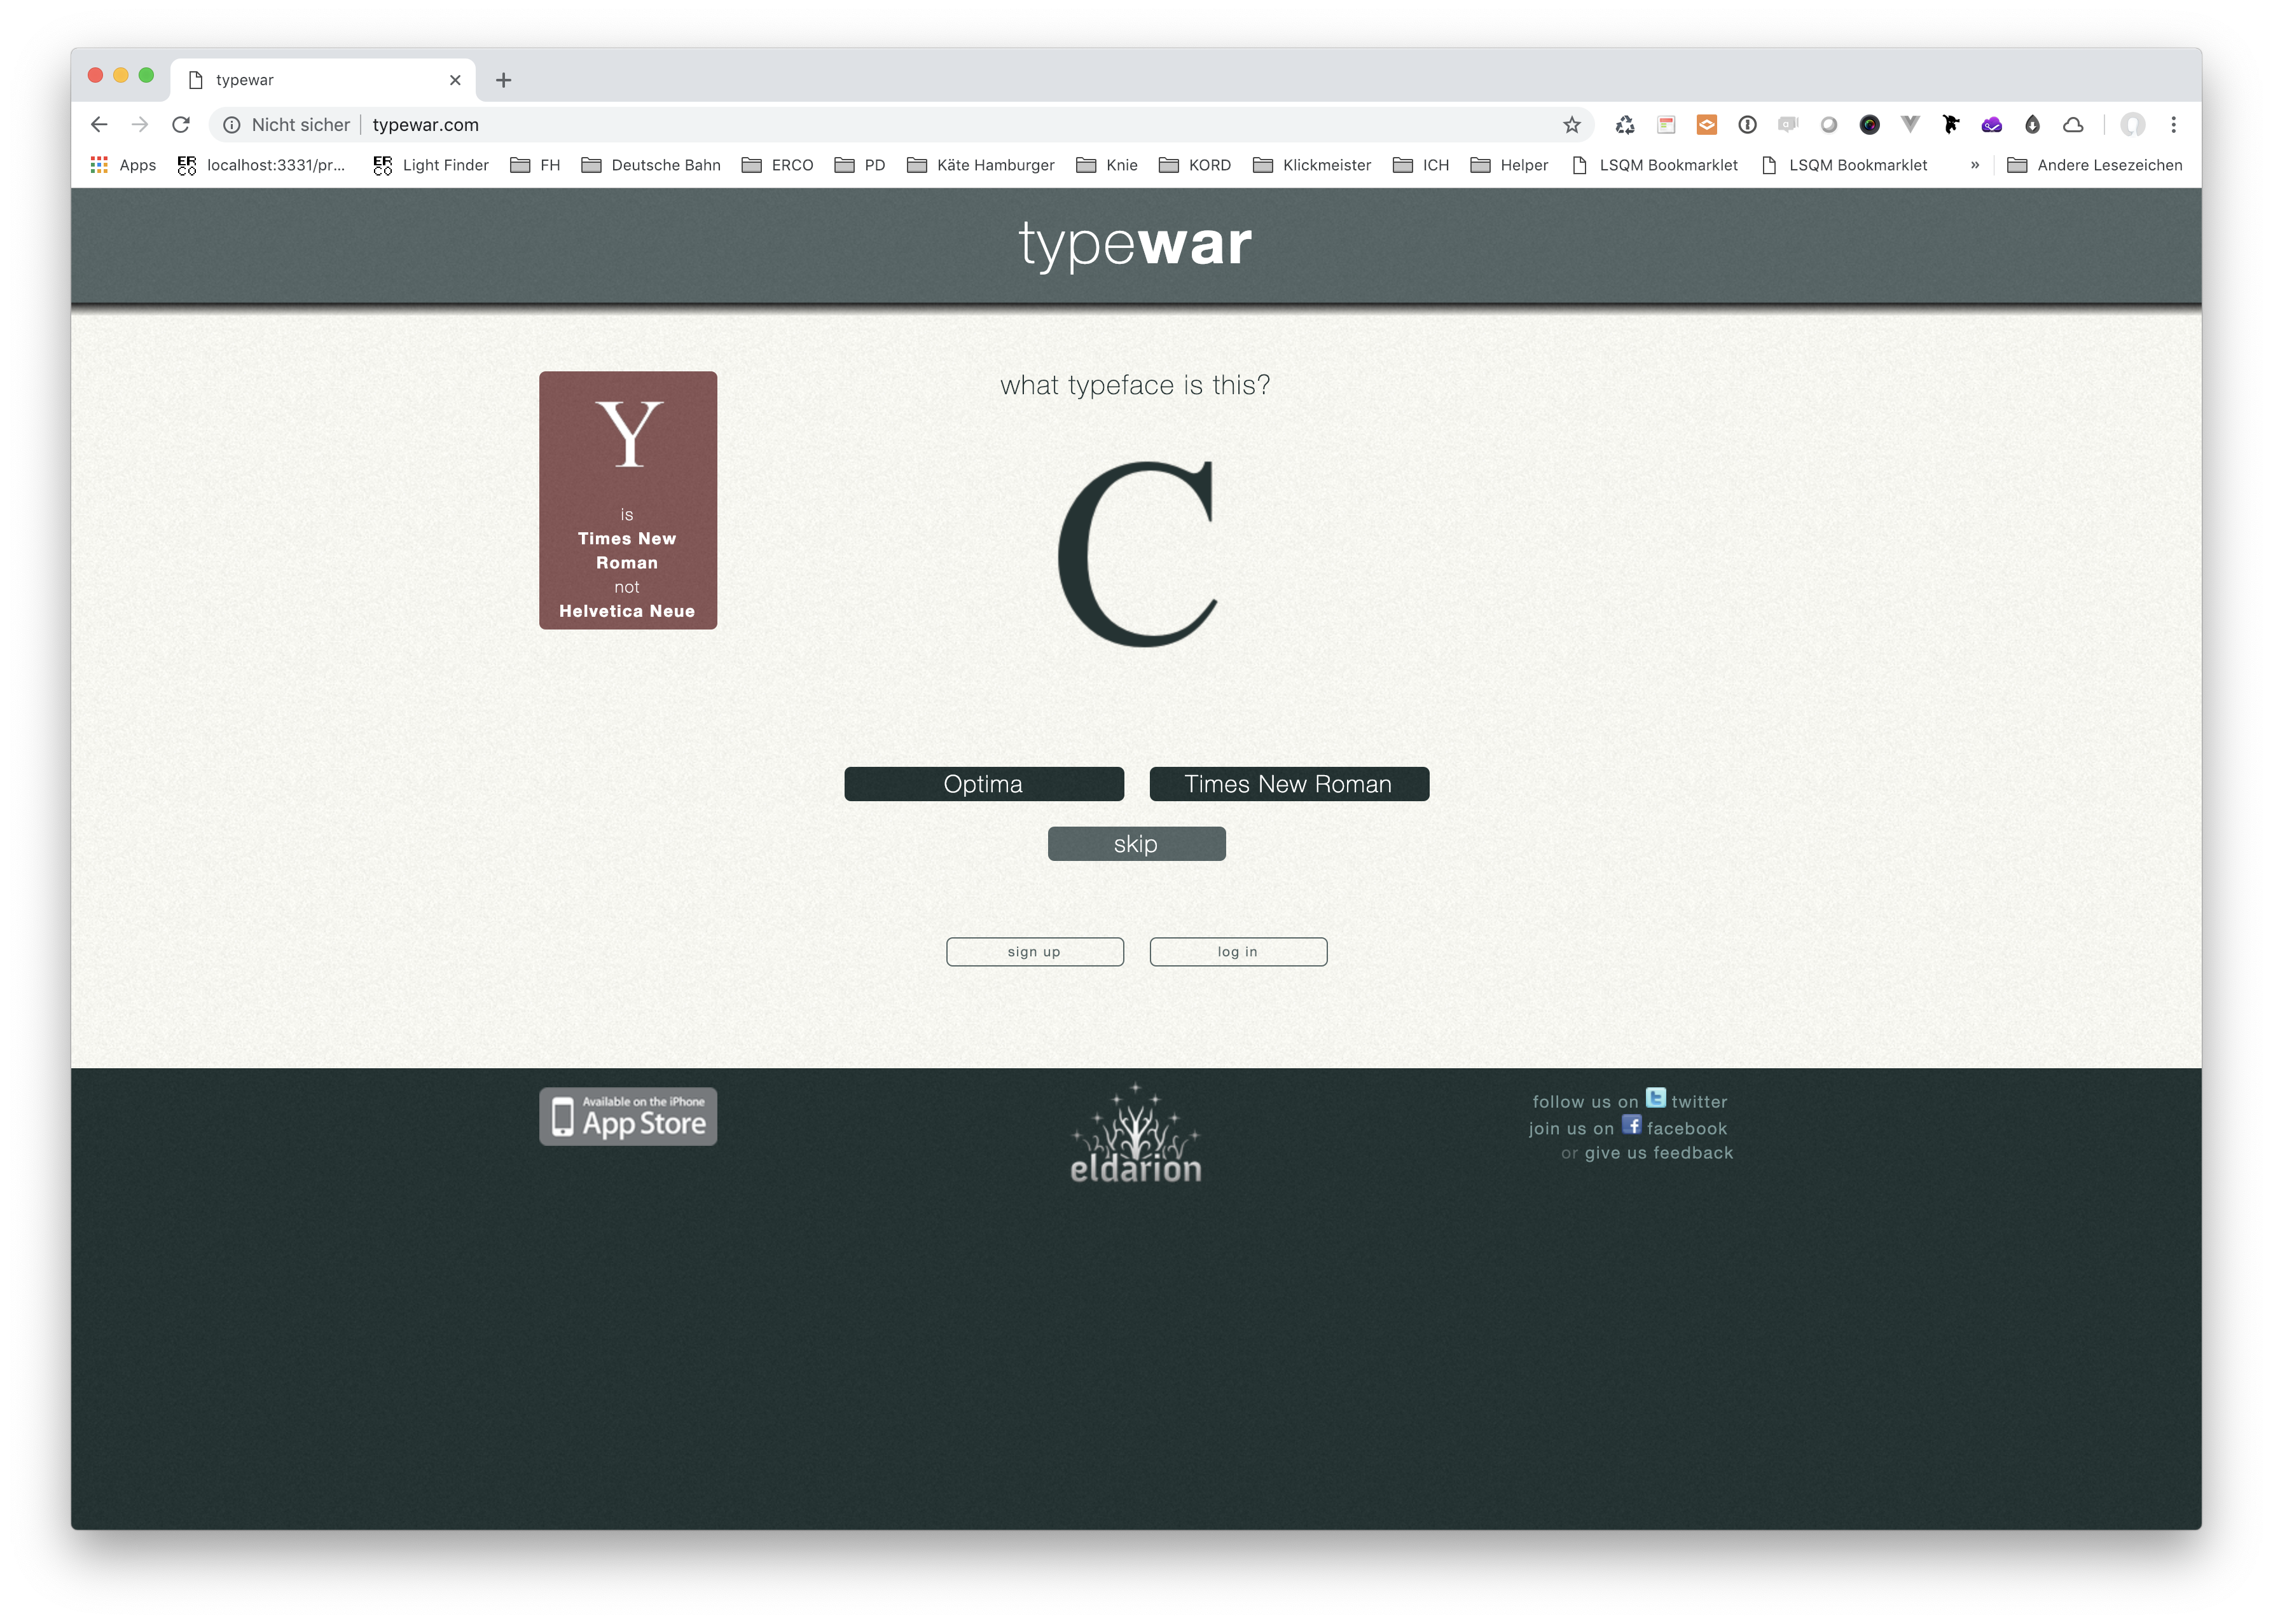 typewar
Nicht sicher typewar.com
Apps ERCO localhost:3331/pr... ERCO Light Finder FH Deutsche Bahn ERCO PD Käte Hamburger Knie KORD Klickmeister ICH Helper LSQM Bookmarklet LSQM Bookmarklet » Andere Lesezeichen
typewar
what typeface is this?
Y
is
Times New
Roman
not
Helvetica Neue
C
Optima Times New Roman
skip
sign up log in
Available on the iPhone
App Store
eldarion
follow us on twitter
join us on facebook
or give us feedback